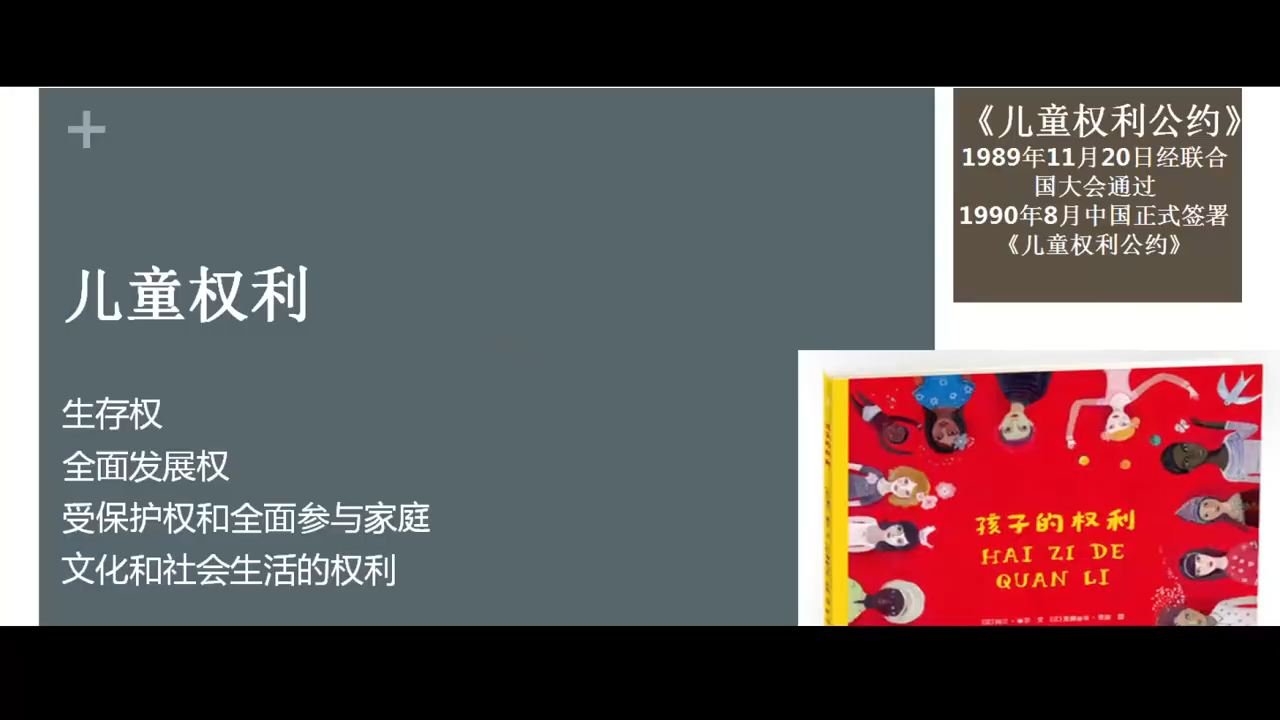 +
儿童权利
生存权
全面发展权
受保护权和全面参与家庭
文化和社会生活的权利
《儿童权利公约》
1989年11月20日经联合
国大会通过
1990年8月中国正式签署
《儿童权利公约》
孩子的权利
HAI ZI DE
QUAN LI